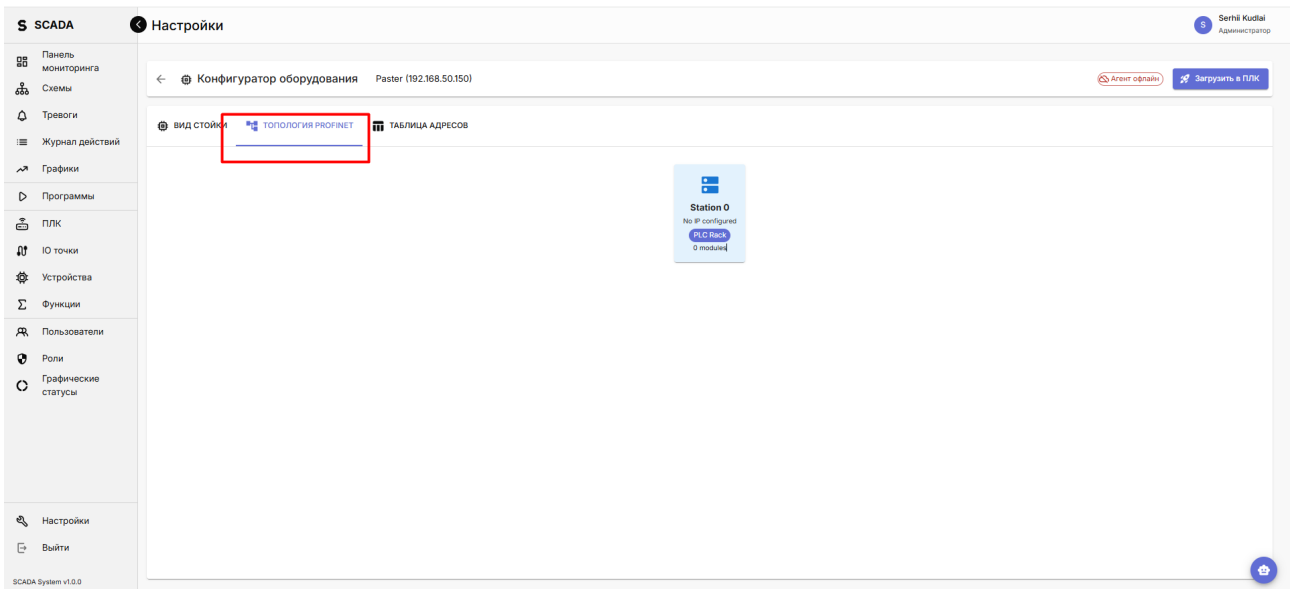 S SCADA
Настройки
S
Serhii Kudlai
Администратор
Панель
мониторинга
Схемы
Тревоги
Журнал действий
Графики
Программы
ПЛК
IO точки
Устройства
Функции
Пользователи
Роли
Графические
статусы
Настройки
Выйти
SCADA System v1.0.0
Конфигуратор оборудования Paster (192.168.50.150)
Агент офлайн
Загрузить в ПЛК
ВИД СТОЙКИ
ТОПОЛОГИЯ PROFINET
ТАБЛИЦА АДРЕСОВ
Station 0
No IP configured
PLC Rack
0 modules